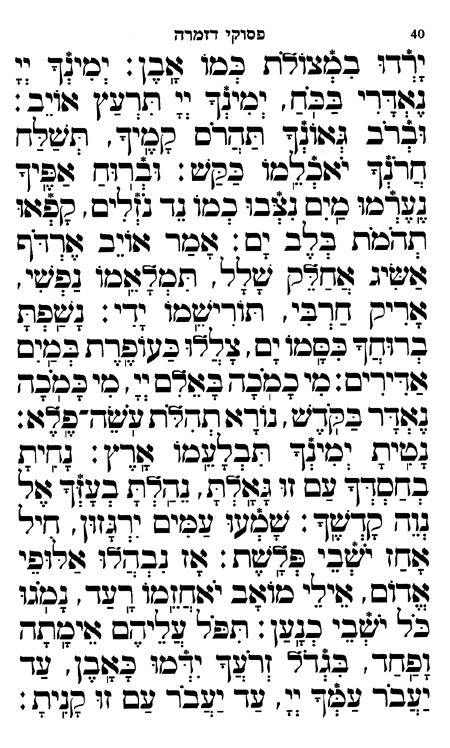 40 פסוקי דזמרה
יָרְדוּ בִמְצוֹלֹת כְּמוֹ אָבֶן: יְמִינְךָ יְיָ
נֶאְדָּרִי בַּכֹּחַ, יְמִינְךָ יְיָ תִּרְעַץ אוֹיֵב:
וּבְרֹב גְּאוֹנְךָ תַּהֲרֹס קָמֶיךָ, תְּשַׁלַּח
חֲרֹנְךָ יֹאכְלֵמוֹ כַּקַּשׁ: וּבְרוּחַ אַפֶּיךָ
נֶעֶרְמוּ מַיִם נִצְּבוּ כְמוֹ נֵד נֹזְלִים, קָפְאוּ
תְהֹמֹת בְּלֶב יָם: אָמַר אוֹיֵב אֶרְדֹּף
אַשִּׂיג אֲחַלֵּק שָׁלָל, תִּמְלָאֵמוֹ נַפְשִׁי,
אָרִיק חַרְבִּי, תּוֹרִישֵׁמוֹ יָדִי: נָשַׁפְתָּ
בְרוּחֲךָ כִּסָּמוֹ יָם, צָלְלוּ כַּעוֹפֶרֶת בְּמַיִם
אַדִּירִים: מִי כָמֹכָה בָּאֵלִם יְיָ, מִי כָּמֹכָה
נֶאְדָּר בַּקֹּדֶשׁ, נוֹרָא תְהִלֹּת עֹשֵׂה־פֶלֶא:
נָטִיתָ יְמִינְךָ תִּבְלָעֵמוֹ אָרֶץ: נָחִיתָ
בְחַסְדְּךָ עַם זוּ גָּאָלְתָּ, נֵהַלְתָּ בְעָזְּךָ אֶל
נְוֵה קָדְשֶׁךָ: שָׁמְעוּ עַמִּים יִרְגָּזוּן, חִיל
אָחַז יֹשְׁבֵי פְּלָשֶׁת: אָז נִבְהֲלוּ אַלּוּפֵי
אֱדוֹם, אֵילֵי מוֹאָב יֹאחֲזֵמוֹ רָעַד, נָמֹגוּ
כֹּל יֹשְׁבֵי כְנָעַן: תִּפֹּל עֲלֵיהֶם אֵימָתָה
וָפַחַד, בִּגְדֹל זְרוֹעֲךָ יִדְּמוּ כָּאָבֶן, עַד
יַעֲבֹר עַמְּךָ יְיָ, עַד יַעֲבֹר עַם זוּ קָנִיתָ: